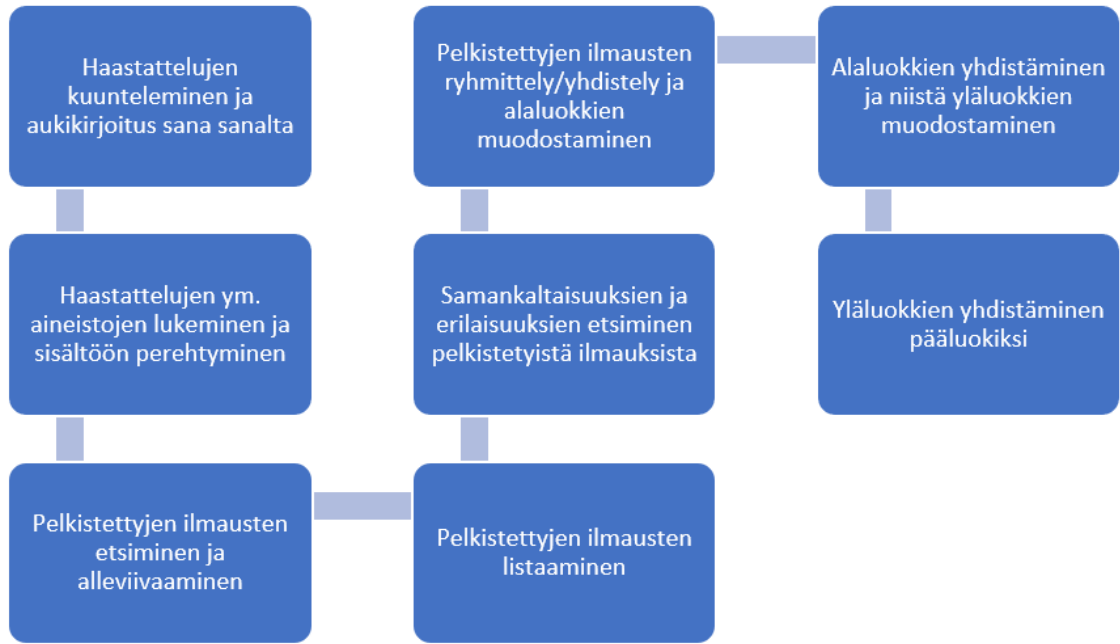 Haastattelujen
kuunteleminen ja
aukikirjoitus sana sanalta
Haastattelujen ym.
aineistojen lukeminen ja
sisältöön perehtyminen
Pelkistettyjen ilmausten
etsiminen ja
alleviivaaminen
Pelkistettyjen ilmausten
listaaminen
Samankaltaisuuksien ja
erilaisuuksien etsiminen
pelkistetyistä ilmauksista
Pelkistettyjen ilmausten
ryhmittely/yhdistely ja
alaluokkien
muodostaminen
Alaluokkien yhdistäminen
ja niistä yläluokkien
muodostaminen
Yläluokkien yhdistäminen
pääluokiksi